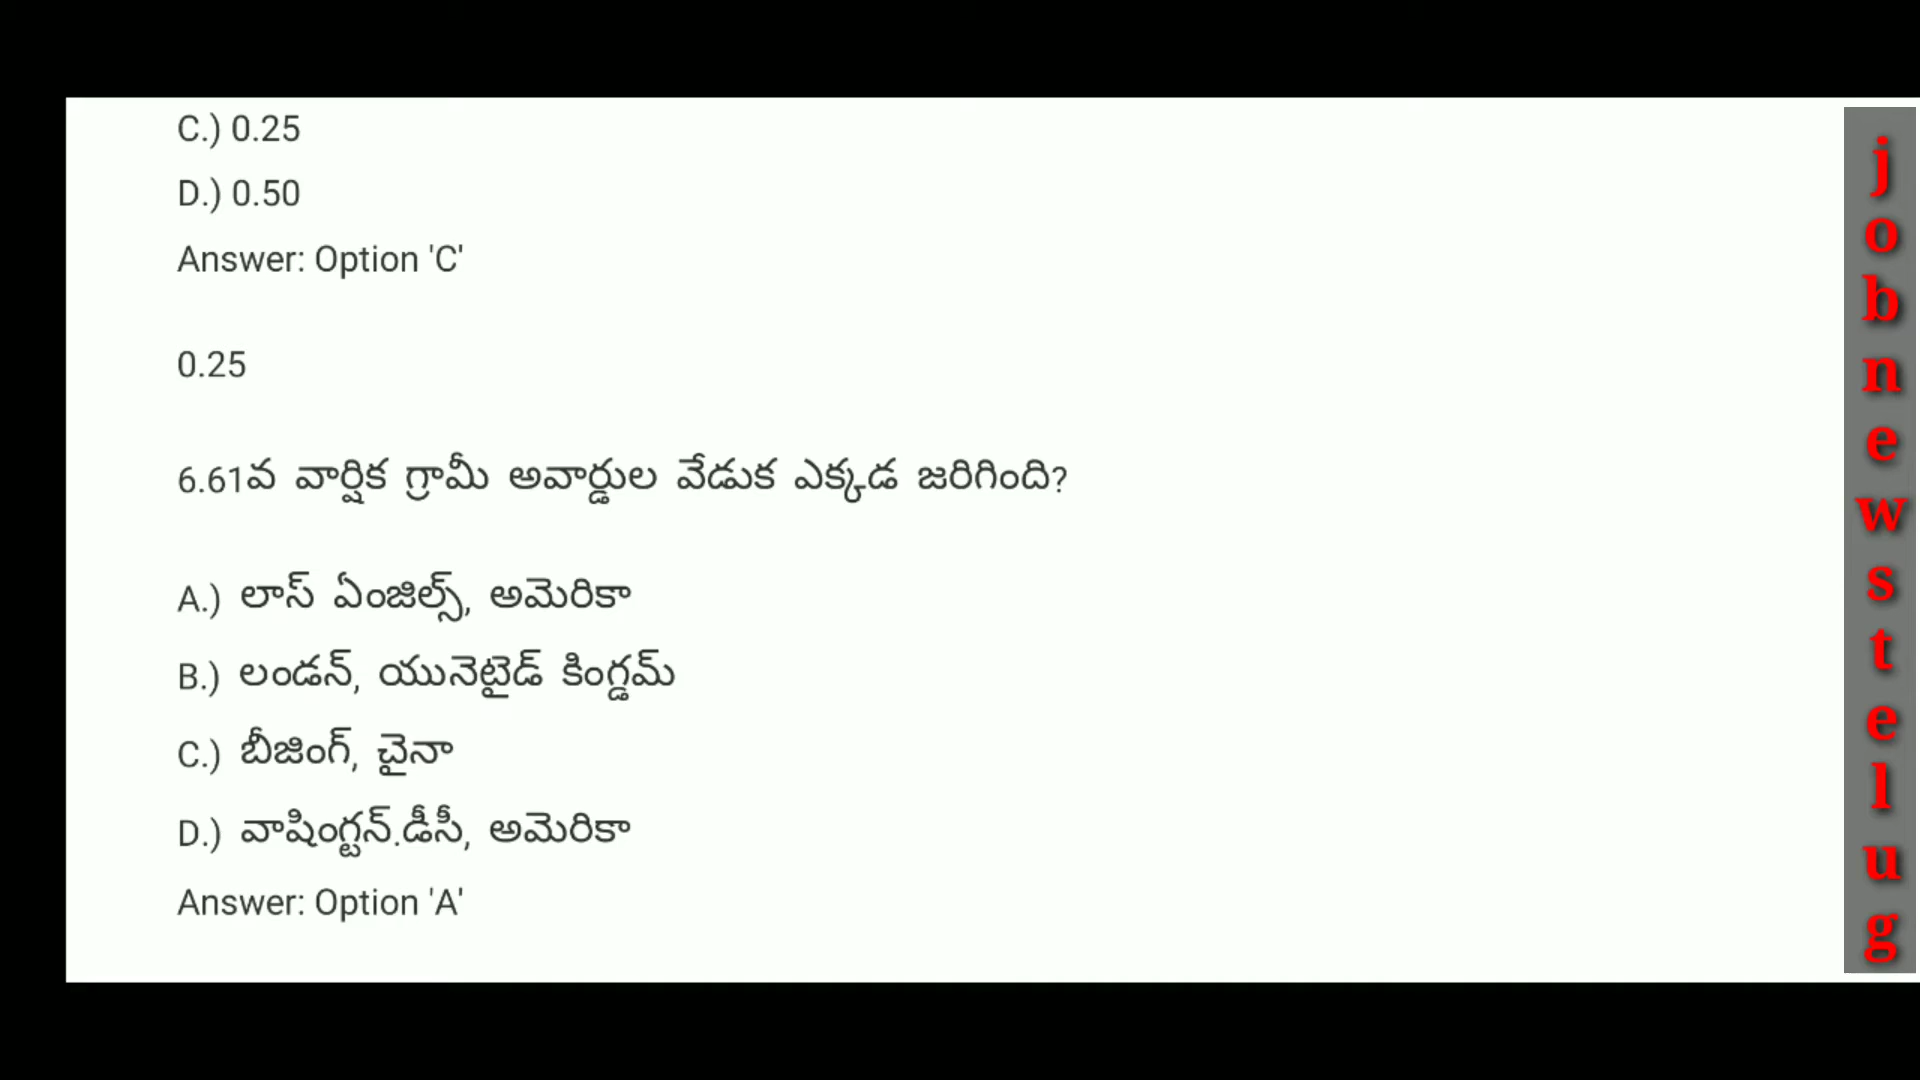 C.) 0.25
D.) 0.50
Answer: Option 'C'
0.25
6.61వ వార్షిక గ్రామీ అవార్డుల వేడుక ఎక్కడ జరిగింది?
A.) లాస్ ఏంజిల్స్, అమెరికా
B.) లండన్, యునెటైడ్ కింగ్డమ్
C.) బీజింగ్, చైనా
D.) వాషింగ్టన్.డీసీ, అమెరికా
Answer: Option 'A'
jobnewstelug